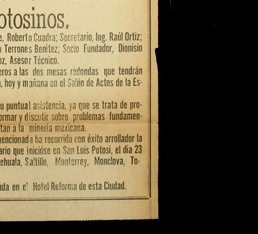 otosinos,
e, Roberto Cuadra; Secretario, Ing. Raúl Ortiz;
o Terrones Benitez; Socio Fundador, Dionisio
oz, Asesor Técnico.
eros a las dos mesas redondas que tendrán
, hoy y mañana en el Salón de Actos de la Es-
u puntual asistencia, ya que se trata de pro-
ormar y discutir sobre problemas fundamen-
tan a la minería mexicana.
encionada ha recorrido con éxito arrollador la
ario que inicióse en San Luis Potosí, el día 23
ehuala, Saltillo, Monterrey, Monclova, To-
ada en el Hotel Reforma de esta Ciudad.